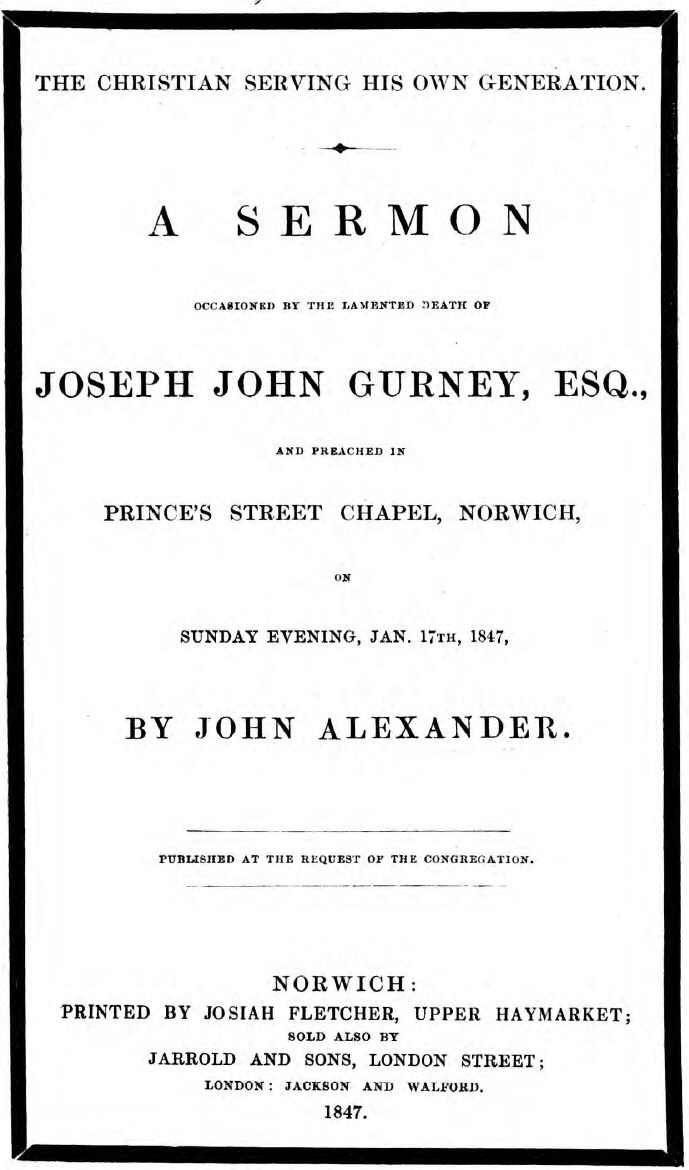 THE CHRISTIAN SERVING HIS OWN GENERATION.
A SERMON
OCCASIONED BY THE LAMENTED DEATH OF
JOSEPH JOHN GURNEY, ESQ.,
AND PREACHED IN
PRINCE'S STREET CHAPEL, NORWICH,
ON
SUNDAY EVENING, JAN. 17TH, 1847,
BY JOHN ALEXANDER.
PUBLISHED AT THE REQUEST OF THE CONGREGATION.
NORWICH:
PRINTED BY JOSIAH FLETCHER, UPPER HAYMARKET;
SOLD ALSO BY
JARROLD AND SONS, LONDON STREET;
LONDON: JACKSON AND WALFORD.
1847.